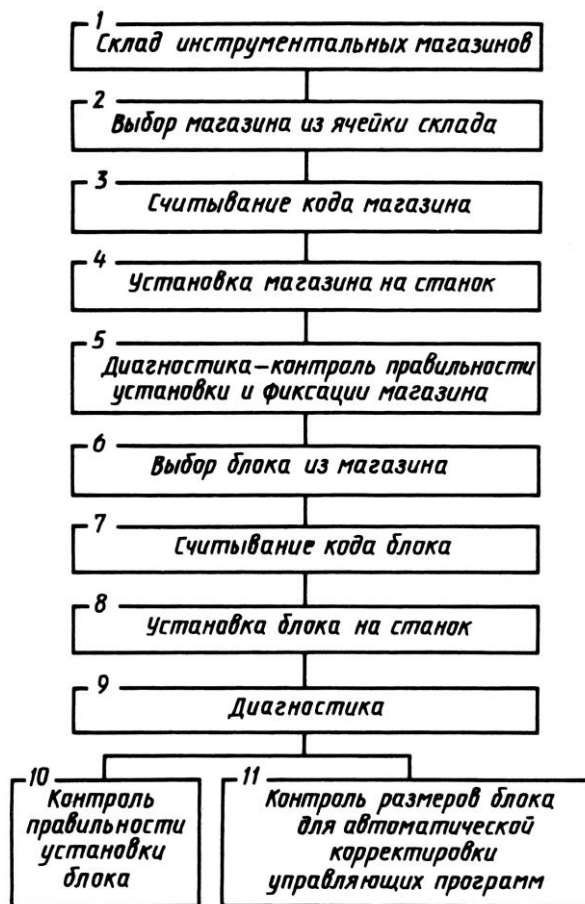 1
Склад инструментальных магазинов
2
Выбор магазина из ячейки склада
3
Считывание кода магазина
4
Установка магазина на станок
5
Диагностика–контроль правильности
установки и фиксации магазина
6
Выбор блока из магазина
7
Считывание кода блока
8
Установка блока на станок
9
Диагностика
10
Контроль
правильности
установки
блока
11
Контроль размеров блока
для автоматической
корректировки
управляющих программ